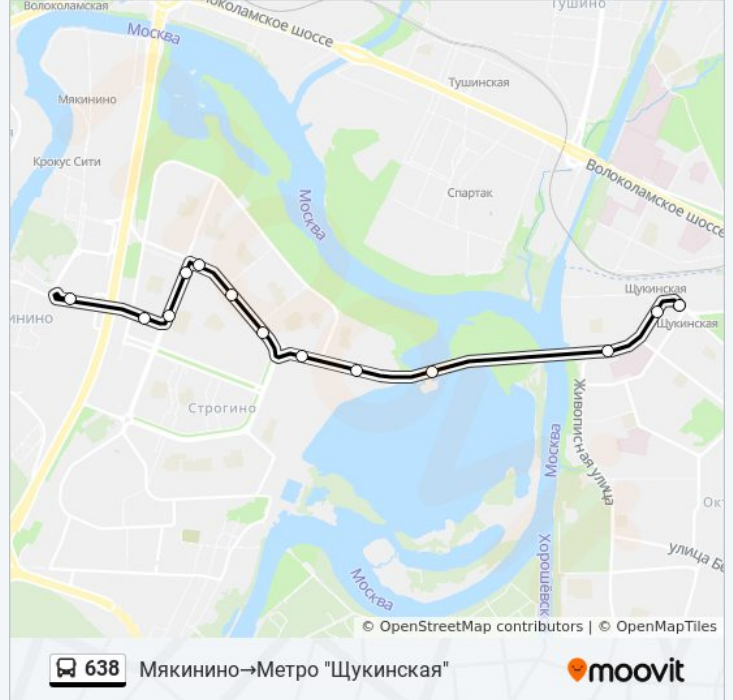 Волоколамск
Москва
Волоколамское шоссе
Тушино
Мякинино
Тушинская
Крокус Сити
Волоколамское шоссе
Москва
Спартак
Щукинская
Щукинская
Строгино
Живописная улица
Москва
Москва
Хорошёвск
© OpenStreetMap contributors | © OpenMapTiles
638 Мякинино→Метро "Щукинская"
moovit